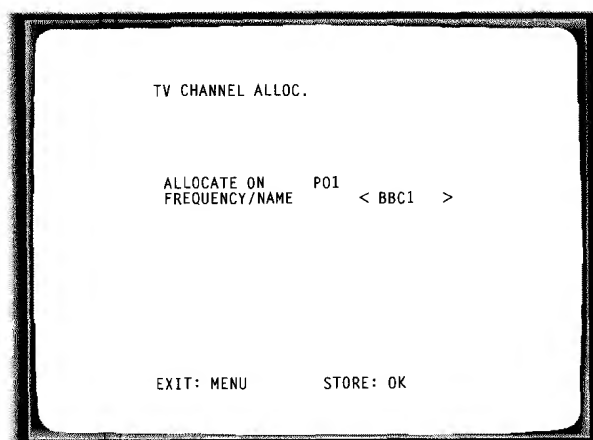 TV CHANNEL ALLOC.
ALLOCATE ON P01
FREQUENCY/NAME < BBC1 >
EXIT: MENU STORE: OK